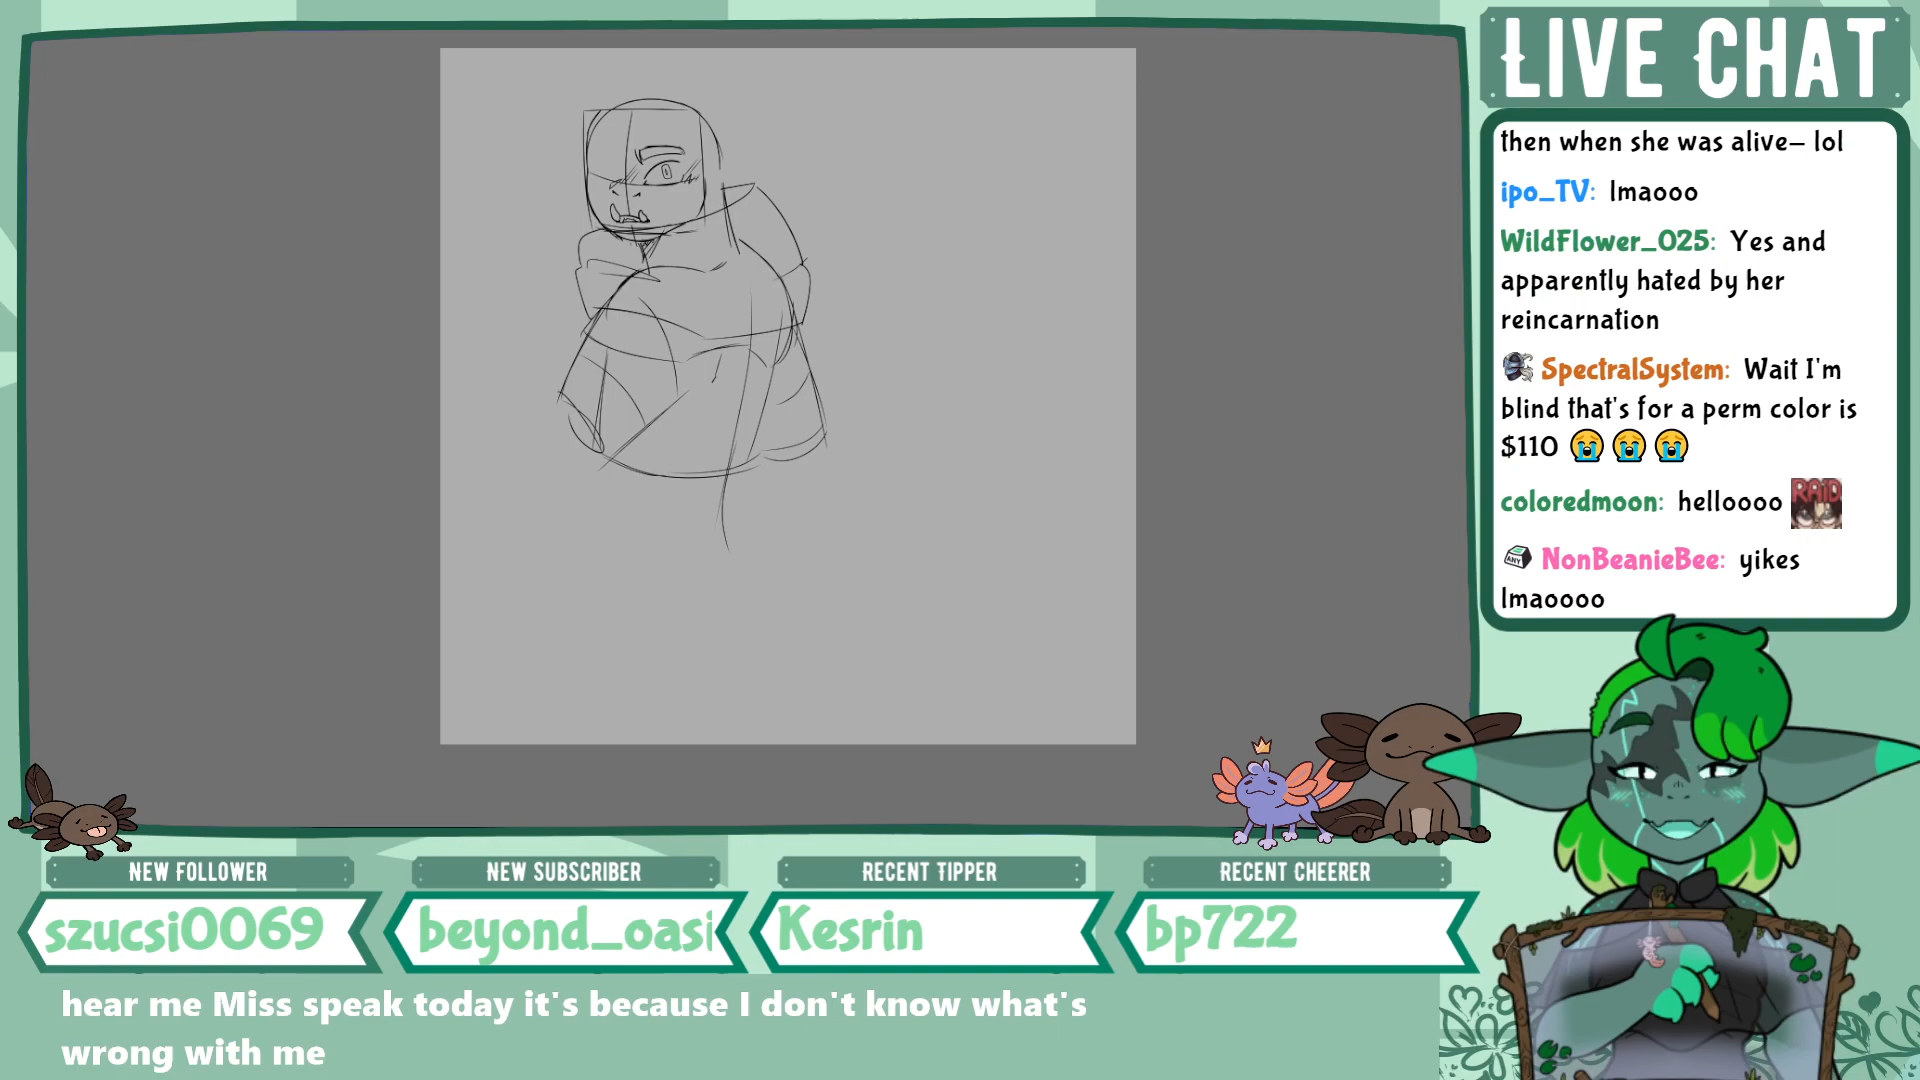 LIVE CHAT
then when she was alive- lol
ipo_TV: lmaooo
WildFlower_025: Yes and
apparently hated by her
reincarnation
SpectralSystem: Wait I'm
blind that's for a perm color is
$110 😭 😭 😭
coloredmoon: helloooo RAID
ANY NonBeanieBee: yikes
lmaoooo
NEW FOLLOWER
szucsi0069
NEW SUBSCRIBER
beyond_oasi
RECENT TIPPER
Kesrin
RECENT CHEERER
bp722
hear me Miss speak today it's because I don't know what's
wrong with me